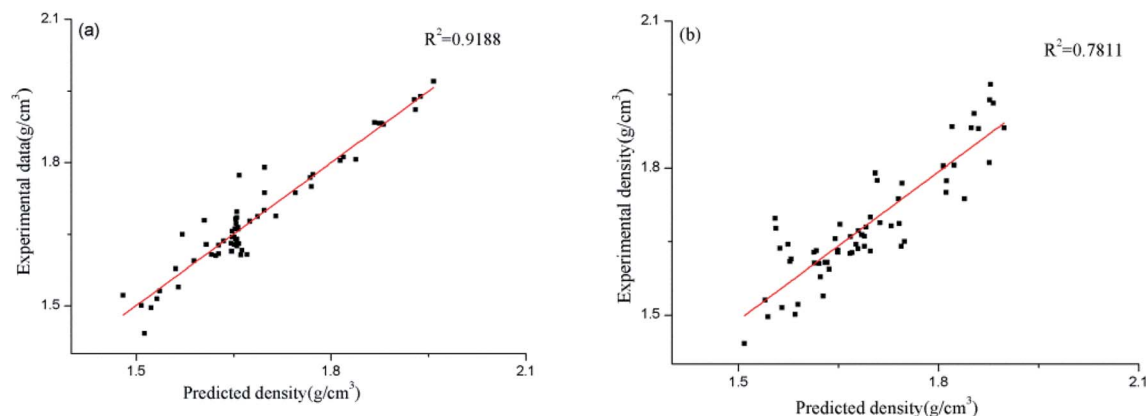 (a)
R²=0.9188
2.1
1.8
1.5
Experimental data(g/cm³)
1.5 1.8 2.1
Predicted density(g/cm³)
(b)
R²=0.7811
2.1
1.8
1.5
Experimental density(g/cm³)
1.5 1.8 2.1
Predicted density(g/cm³)